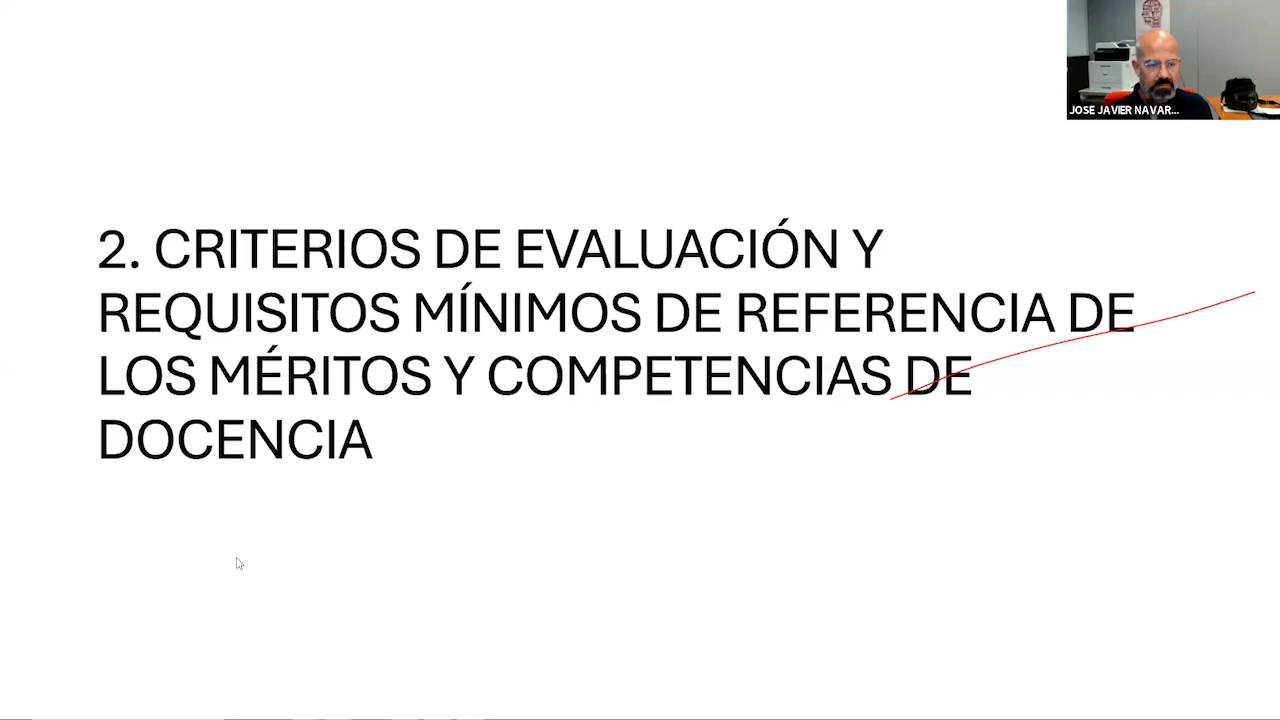 JOSE JAVIER NAVAR...
2. CRITERIOS DE EVALUACIÓN Y
REQUISITOS MÍNIMOS DE REFERENCIA DE
LOS MÉRITOS Y COMPETENCIAS DE
DOCENCIA